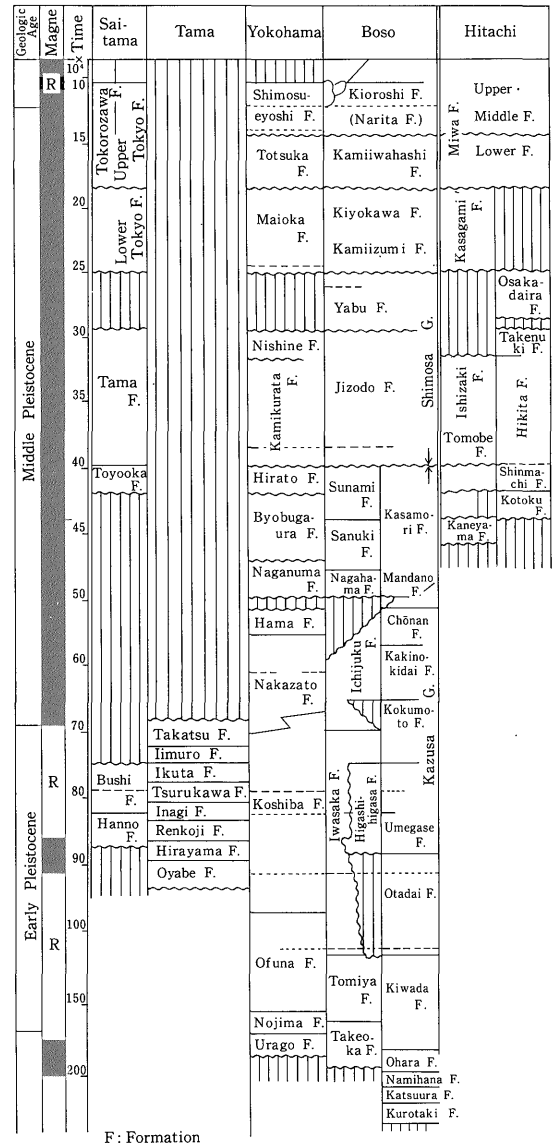 Geologic Age
Magne
Time
Sai-
tama
Tama
Yokohama
Boso
Hitachi
×
10⁴
10
15
20
25
30
35
40
45
50
60
70
80
90
100
150
200
Middle Pleistocene
Early Pleistocene
R
R
R
Tokorozawa F.
Upper Tokyo F.
Lower Tokyo F.
Tama
F.
Toyooka
F.
Bushi
F.
Hanno
F.
Takatsu F.
Iimuro F.
Ikuta F.
Tsurukawa F.
Inagi F.
Renkoji F.
Hirayama F.
Oyabe F.
Shimosu-
eyoshi F.
Totsuka
F.
Maioka
F.
Nishine F.
Kamikurata F.
Hirato F.
Byobuga-
ura F.
Naganuma
F.
Hama F.
Nakazato
F.
Koshiba F.
Ofuna F.
Nojima F.
Urago F.
Kioroshi F.
(Narita F.)
Kamiiwahashi
F.
Kiyokawa F.
Kamiizumi F.
Yabu F.
Jizodo F.
Shimosa G.
Sunami
F.
Sanuki
F.
Nagaha-
ma F.
Ichijuku F.
Iwasaka F.
Higashi-
higasa F.
Tomiya
F.
Takeo-
ka F.
Kasamo-
ri F.
Mandano
F.
Chōnan
F.
Kakino-
kidai F.
Kokumo-
to F.
Kazusa G.
Umegase
F.
Otadai F.
Kiwada
F.
Ohara F.
Namihana F.
Katsuura F.
Kurotaki F.
Miwa F.
Upper
Middle F.
Lower F.
Kasagami F.
Osaka-
daira
F.
Takenu
ki F.
Ishizaki F.
Hikita F.
Tomobe
F.
Shinma-
chi F.
Kotoku
F.
Kaneya-
ma F.
F : Formation